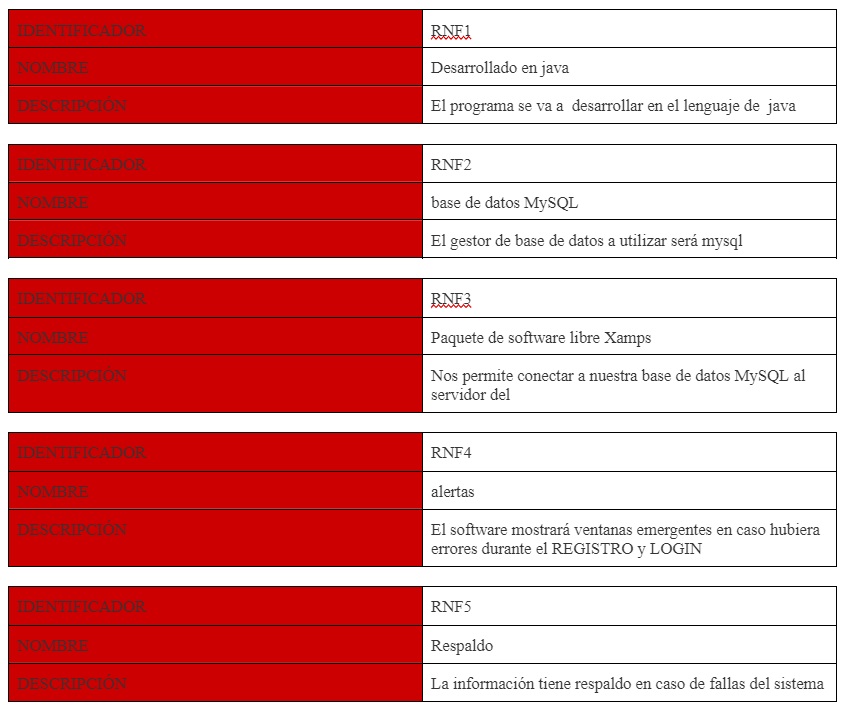 IDENTIFICADOR RNF1
NOMBRE Desarrollado en java
DESCRIPCIÓN El programa se va a desarrollar en el lenguaje de java
IDENTIFICADOR RNF2
NOMBRE base de datos MySQL
DESCRIPCIÓN El gestor de base de datos a utilizar será mysql
IDENTIFICADOR RNF3
NOMBRE Paquete de software libre Xamps
DESCRIPCIÓN Nos permite conectar a nuestra base de datos MySQL al
servidor del
IDENTIFICADOR RNF4
NOMBRE alertas
DESCRIPCIÓN El software mostrará ventanas emergentes en caso hubiera
errores durante el REGISTRO y LOGIN
IDENTIFICADOR RNF5
NOMBRE Respaldo
DESCRIPCIÓN La información tiene respaldo en caso de fallas del sistema